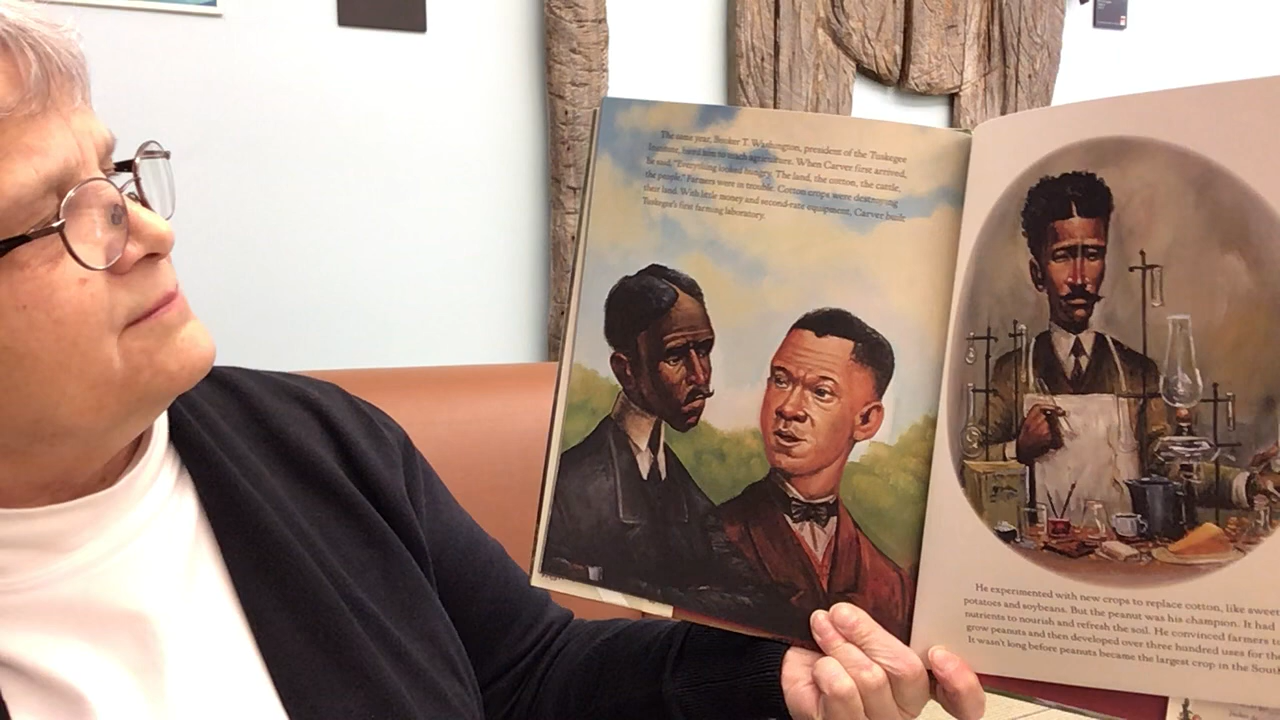 The same year, Booker T. Washington, president of the Tuskegee
Institute, hired him to teach agriculture. When Carver first arrived,
he said, "Everything looked hungry. The land, the cotton, the cattle,
the people." Farmers were in trouble. Cotton crops were destroying
their land. With little money and second-rate equipment, Carver built
Tuskegee's first farming laboratory.
He experimented with new crops to replace cotton, like sweet
potatoes and soybeans. But the peanut was his champion. It had
nutrients to nourish and refresh the soil. He convinced farmers to
grow peanuts and then developed over three hundred uses for the
It wasn't long before peanuts became the largest crop in the South